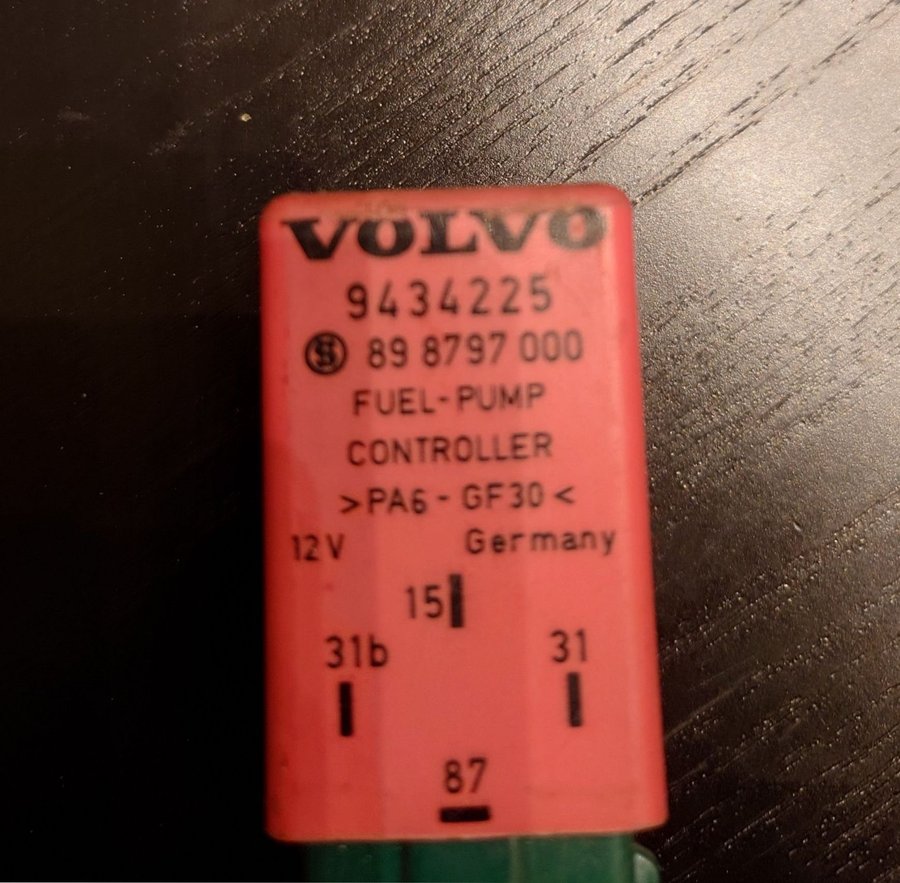 VOLVO
9434225
89 8797 000
FUEL-PUMP
CONTROLLER
>PA6-GF30<
12V Germany
15
31b 31
87